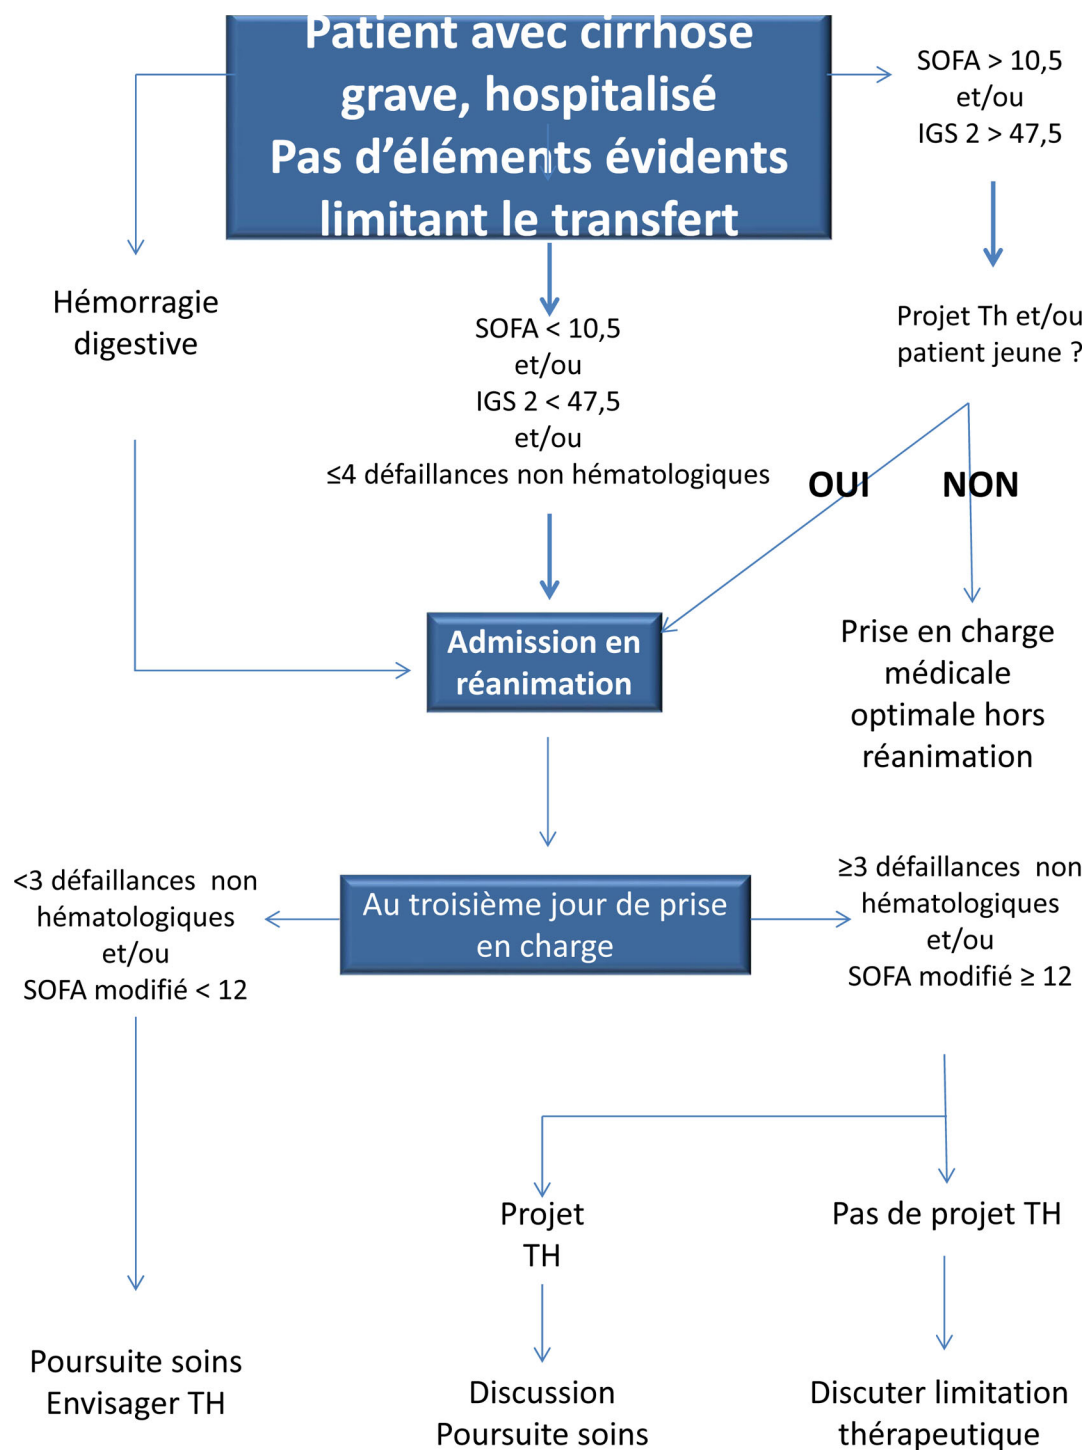 Patient avec cirrhose
grave, hospitalisé
Pas d'éléments évidents
limitant le transfert
SOFA > 10,5
et/ou
IGS 2 > 47,5
Hémorragie
digestive
SOFA < 10,5
et/ou
IGS 2 < 47,5
et/ou
≤4 défaillances non hématologiques
Projet Th et/ou
patient jeune ?
OUI
NON
Admission en
réanimation
Prise en charge
médicale
optimale hors
réanimation
Au troisième jour de prise
en charge
<3 défaillances non
hématologiques
et/ou
SOFA modifié < 12
≥3 défaillances non
hématologiques
et/ou
SOFA modifié ≥ 12
Projet
TH
Pas de projet TH
Poursuite soins
Envisager TH
Discussion
Poursuite soins
Discuter limitation
thérapeutique